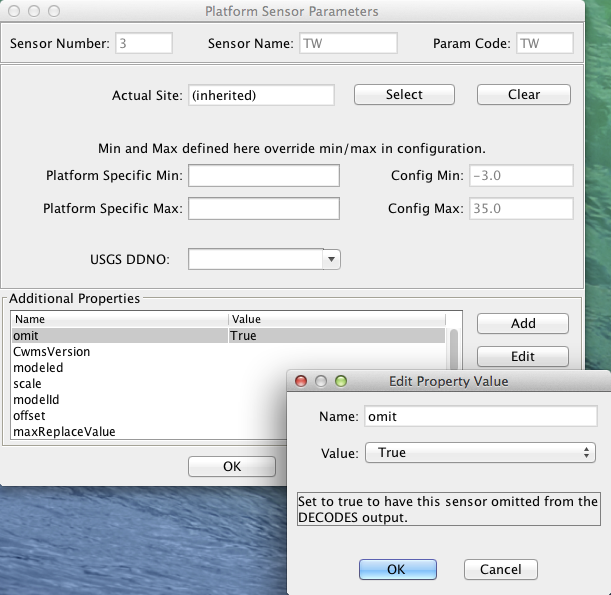 Platform Sensor Parameters
Sensor Number: 3 Sensor Name: TW Param Code: TW
Actual Site: (inherited) Select Clear
Min and Max defined here override min/max in configuration.
Platform Specific Min: Config Min: -3.0
Platform Specific Max: Config Max: 35.0
USGS DDNO:
Additional Properties
Name Value
omit True
CwmsVersion
modeled
scale
modelId
offset
maxReplaceValue
Add
Edit
OK
Edit Property Value
Name: omit
Value: True
Set to true to have this sensor omitted from the
DECODES output.
OK Cancel